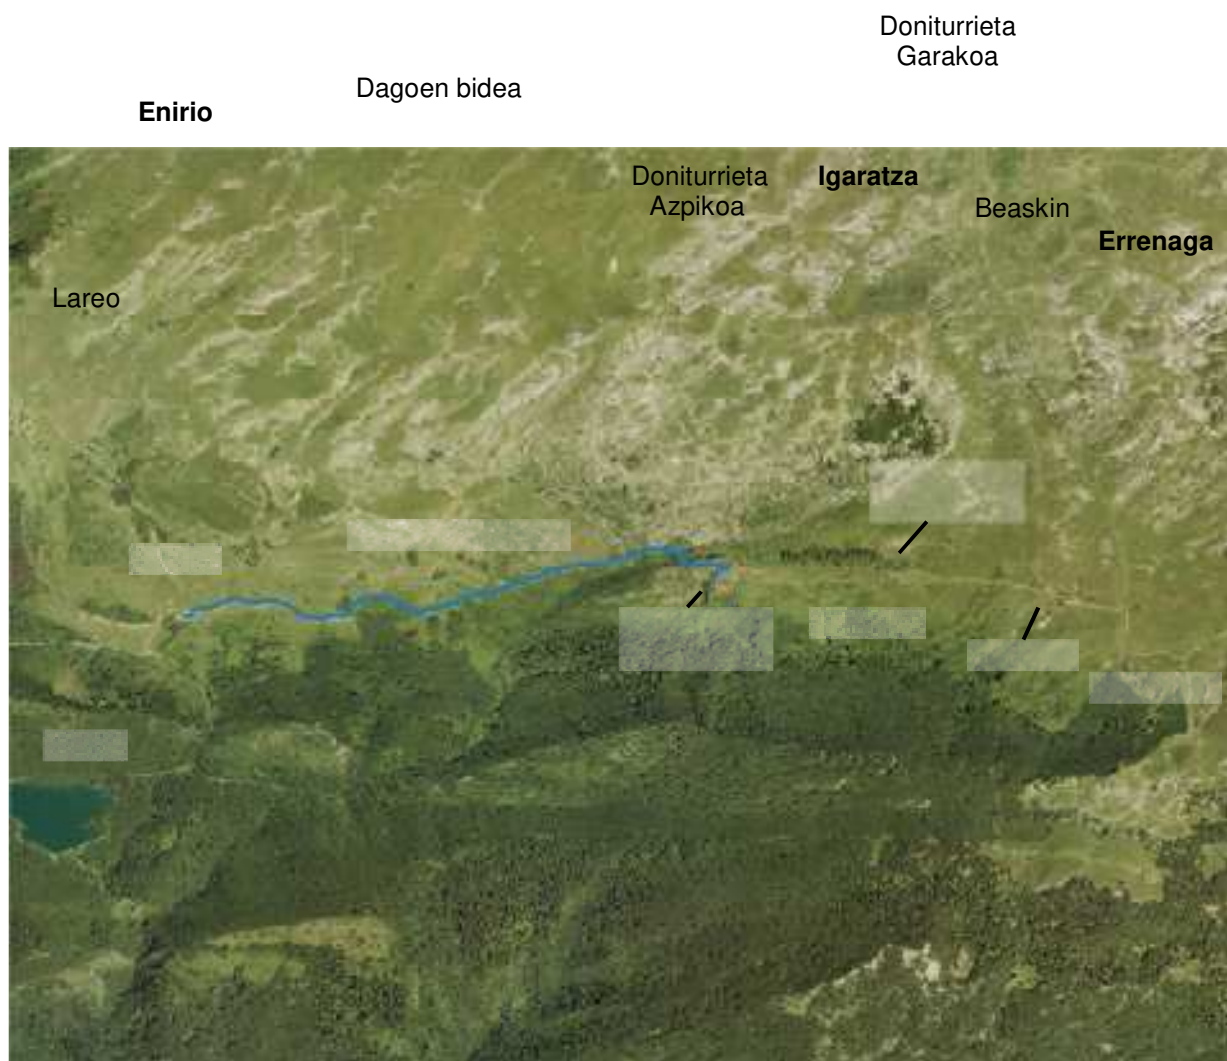 Doniturrieta
Garakoa
Dagoen bidea
Enirio
Doniturrieta
Azpikoa
Igaratza
Beaskin
Errenaga
Lareo